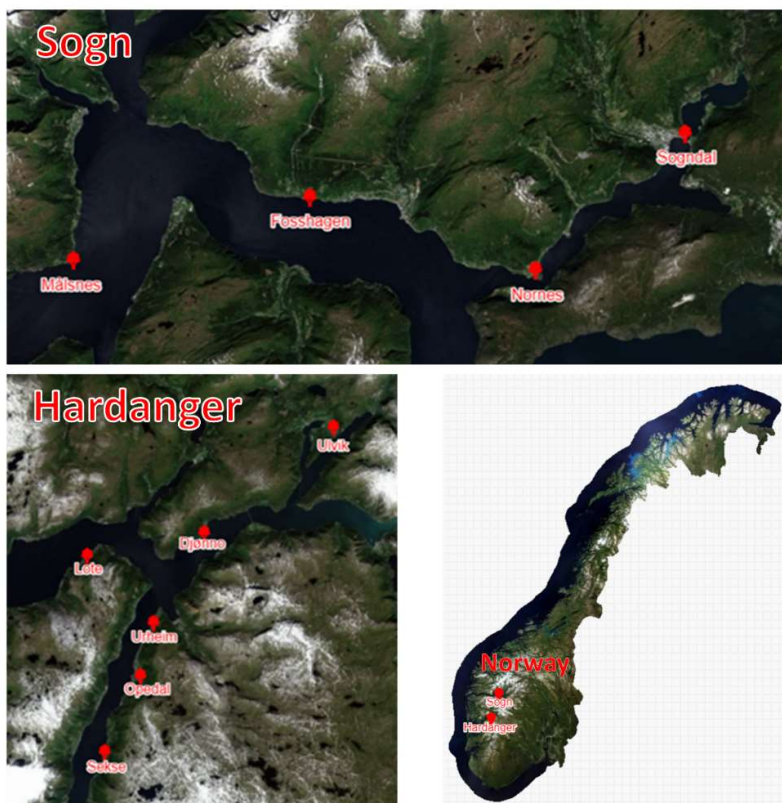 Sogn
Sogndal
Fosshagen
Målsnes
Nornes
Hardanger
Ulvik
Djønno
Lote
Urheim
Opedal
Sekse
Norway
Sogn
Hardanger